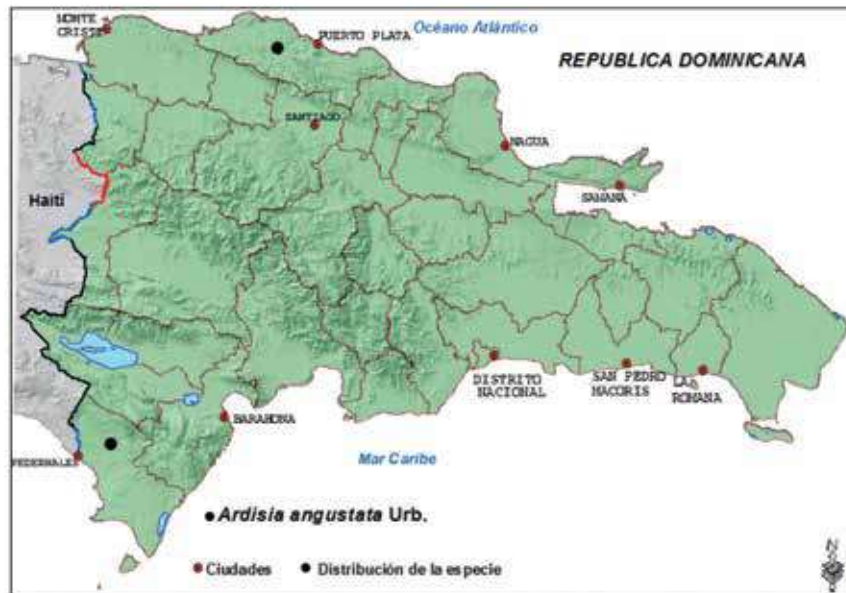 MONTE
CRISTI
PUERTO PLATA
Océano Atlántico
REPUBLICA DOMINICANA
SANTIAGO
NAGUA
SAMANA
Haití
DISTRITO
NACIONAL
SAN PEDRO
MACORIS
LA
ROMANA
BARAHONA
PEDERNALES
Mar Caribe
Ardisia angustata Urb.
Ciudades
Distribución de la especie
N
S